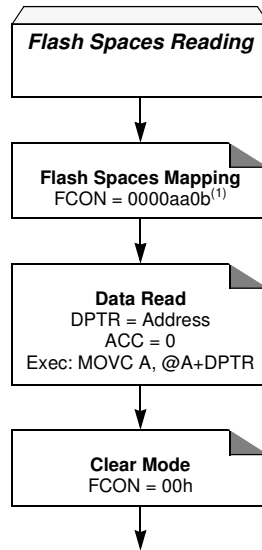 Flash Spaces Reading
Flash Spaces Mapping
FCON = 0000aa0b(1)
Data Read
DPTR = Address
ACC = 0
Exec: MOVC A, @A+DPTR
Clear Mode
FCON = 00h